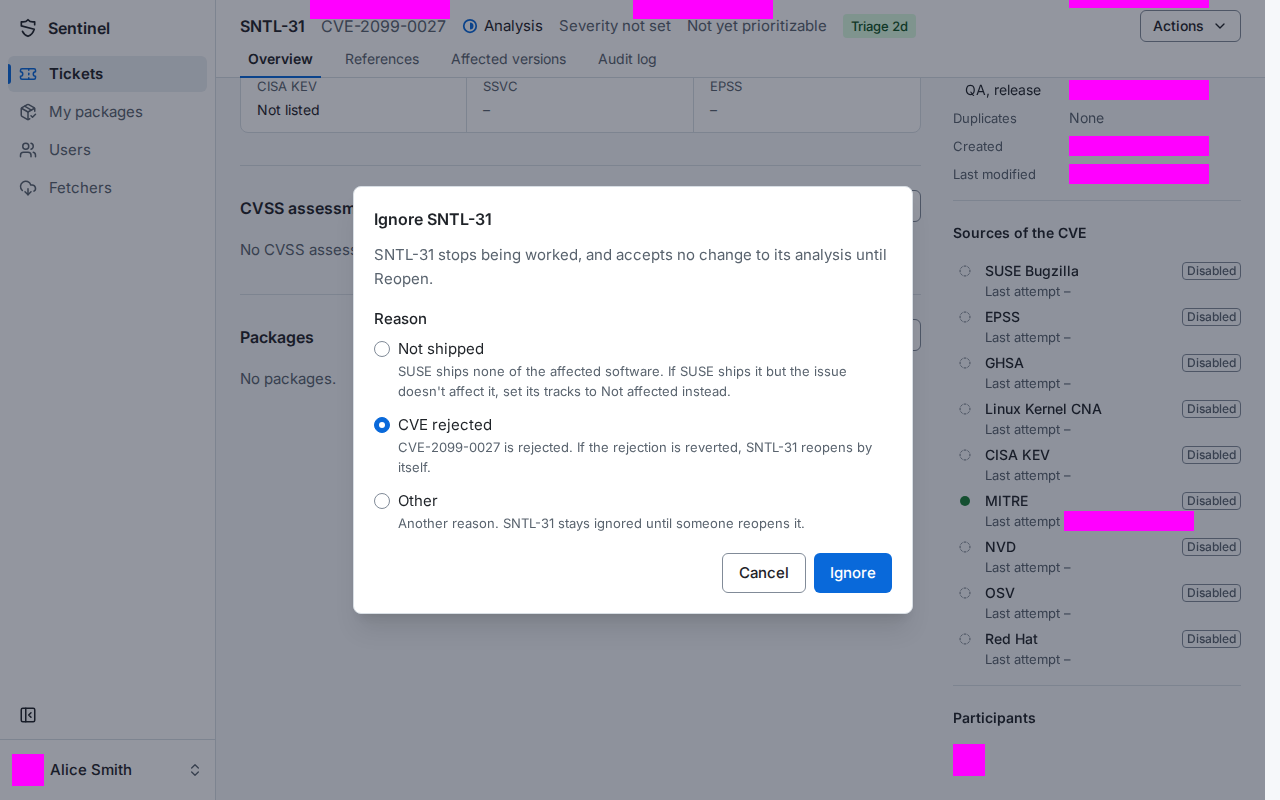 Sentinel
Tickets
My packages
Users
Fetchers
Alice Smith
SNTL-31 CVE-2099-0027 Analysis Severity not set Not yet prioritizable Triage 2d
Actions
Overview References Affected versions Audit log
CISA KEV
Not listed
SSVC
–
EPSS
–
CVSS assessm
No CVSS assess
Packages
No packages.
Ignore SNTL-31
SNTL-31 stops being worked, and accepts no change to its analysis until
Reopen.
Reason
Not shipped
SUSE ships none of the affected software. If SUSE ships it but the issue
doesn't affect it, set its tracks to Not affected instead.
CVE rejected
CVE-2099-0027 is rejected. If the rejection is reverted, SNTL-31 reopens by
itself.
Other
Another reason. SNTL-31 stays ignored until someone reopens it.
Cancel
Ignore
QA, release
Duplicates None
Created
Last modified
Sources of the CVE
SUSE Bugzilla Disabled
Last attempt –
EPSS Disabled
Last attempt –
GHSA Disabled
Last attempt –
Linux Kernel CNA Disabled
Last attempt –
CISA KEV Disabled
Last attempt –
MITRE Disabled
Last attempt
NVD Disabled
Last attempt –
OSV Disabled
Last attempt –
Red Hat Disabled
Last attempt –
Participants